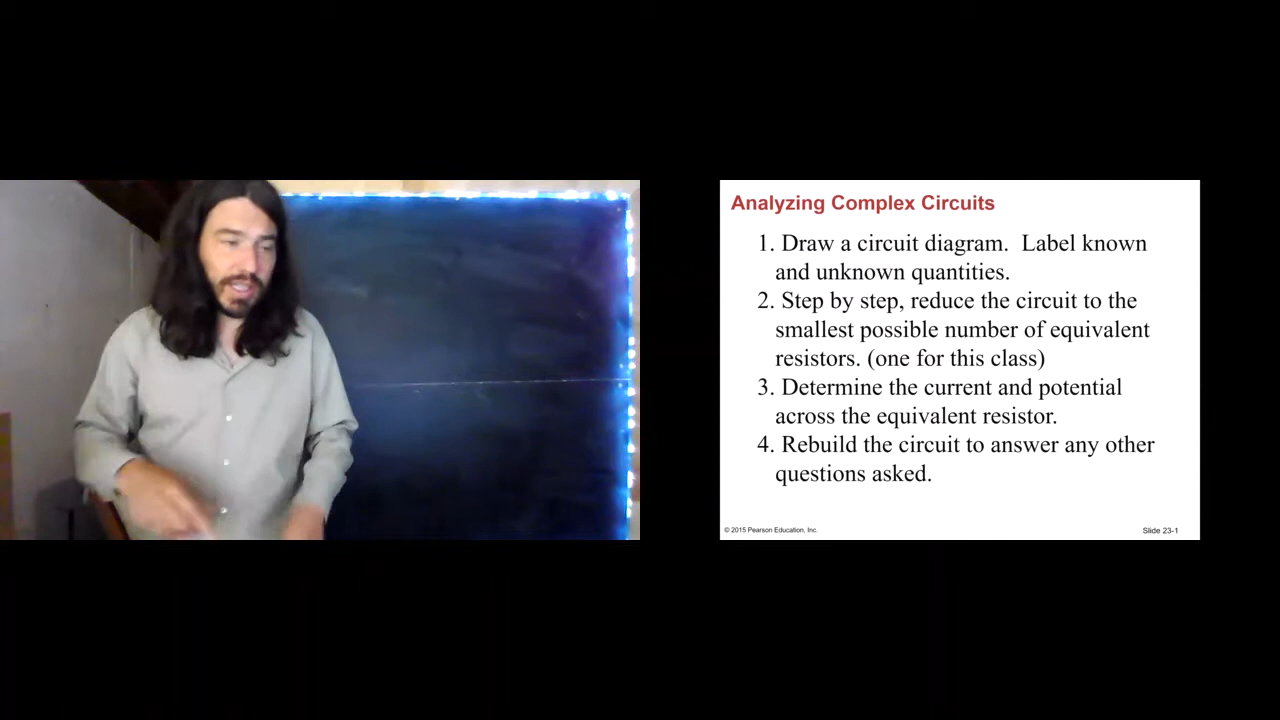 Analyzing Complex Circuits
1. Draw a circuit diagram.  Label known
and unknown quantities.
2. Step by step, reduce the circuit to the
smallest possible number of equivalent
resistors. (one for this class)
3. Determine the current and potential
across the equivalent resistor.
4. Rebuild the circuit to answer any other
questions asked.
© 2015 Pearson Education, Inc.
Slide 23-1